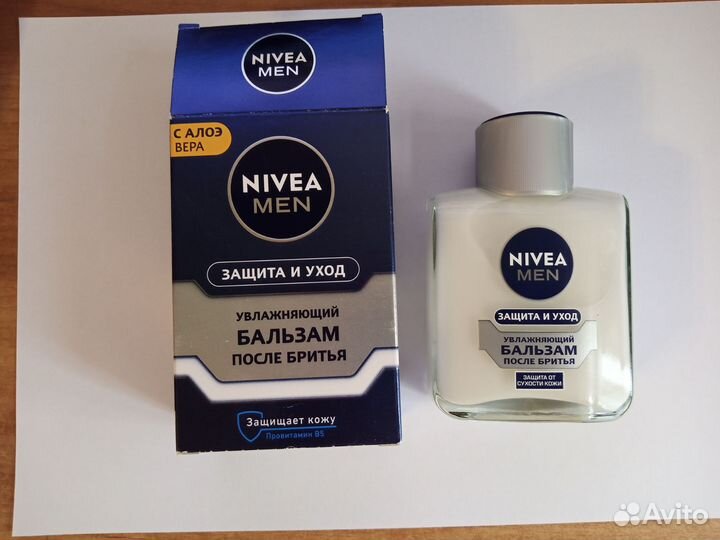 NIVEA
MEN
С АЛОЭ
ВЕРА
NIVEA
MEN
ЗАЩИТА И УХОД
УВЛАЖНЯЮЩИЙ
БАЛЬЗАМ
ПОСЛЕ БРИТЬЯ
Защищает кожу
Провитамин B5
NIVEA
MEN
ЗАЩИТА И УХОД
УВЛАЖНЯЮЩИЙ
БАЛЬЗАМ
ПОСЛЕ БРИТЬЯ
ЗАЩИТА ОТ
СУХОСТИ КОЖИ
Avito